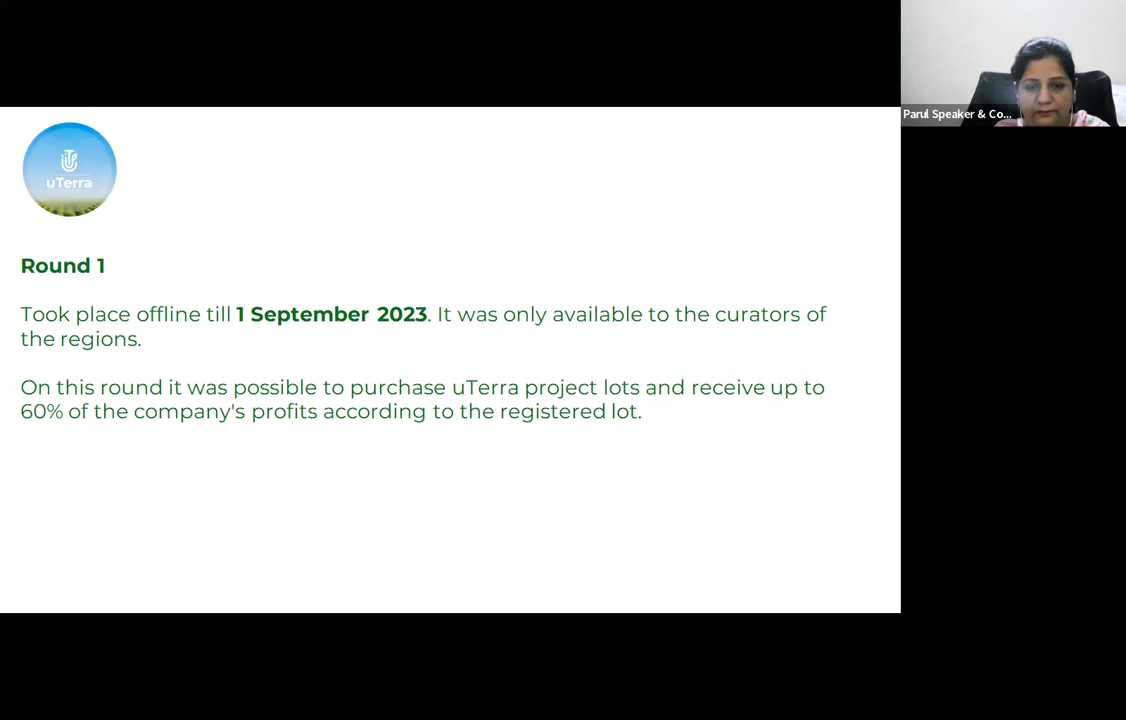 Parul Speaker & Co...
uTerra
Round 1
Took place offline till 1 September 2023. It was only available to the curators of
the regions.
On this round it was possible to purchase uTerra project lots and receive up to
60% of the company's profits according to the registered lot.